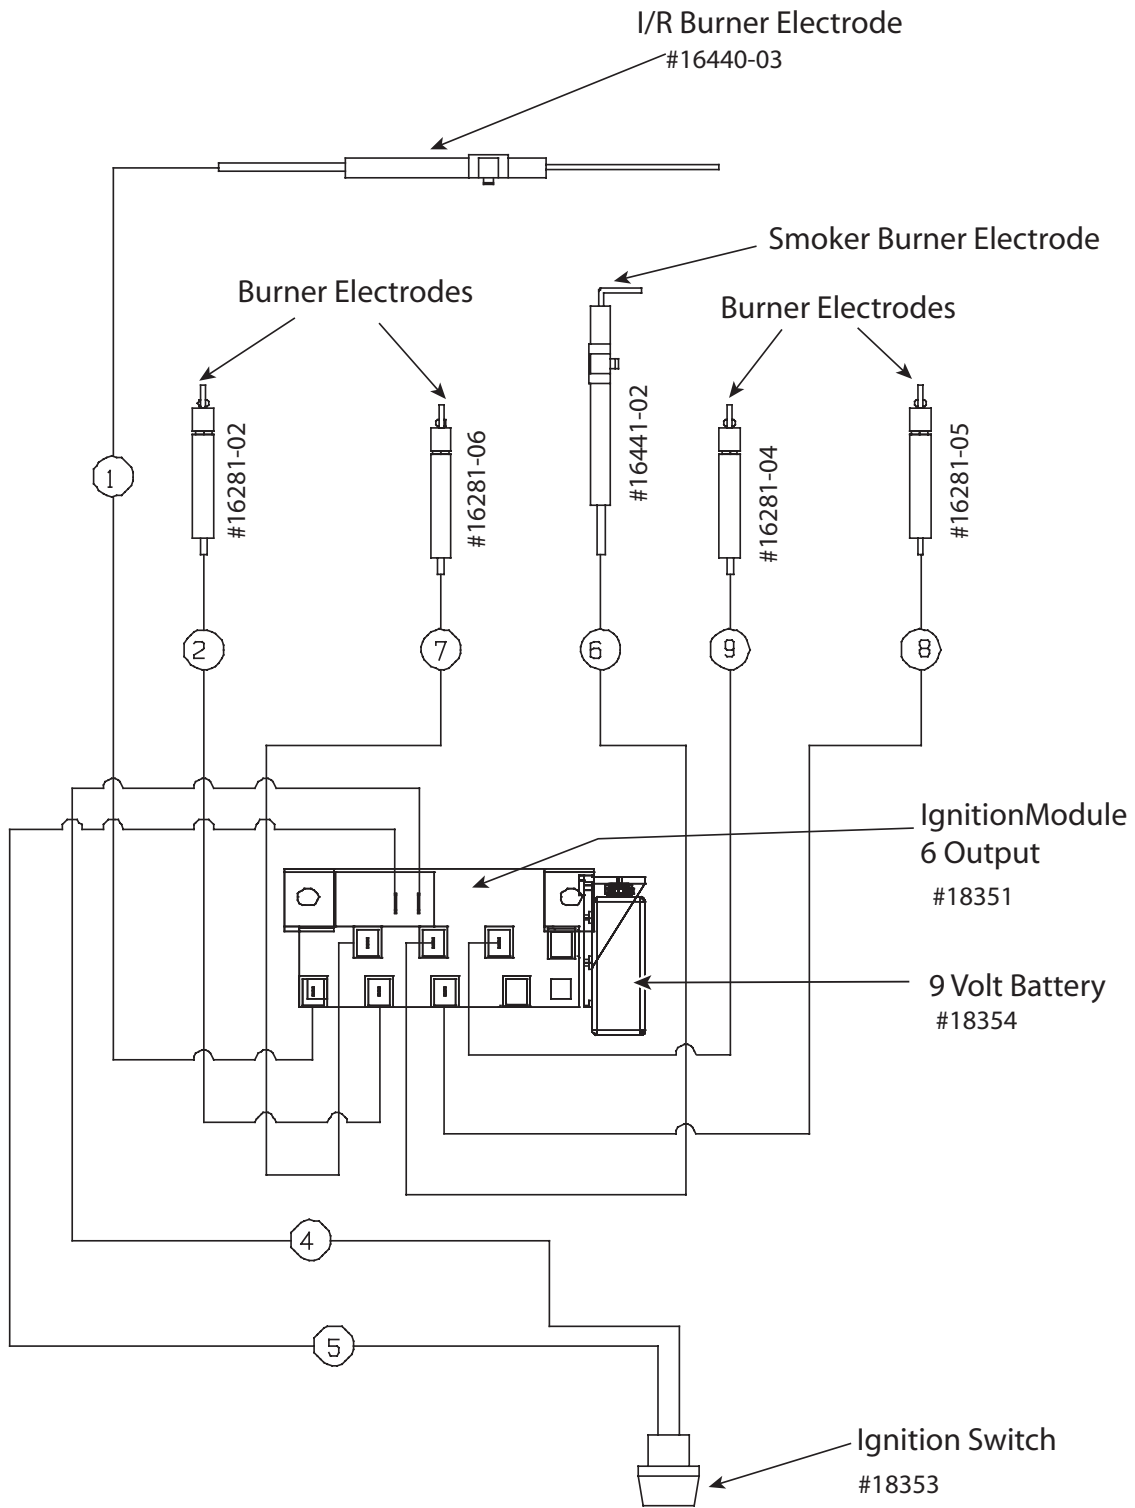 I/R Burner Electrode
#16440-03
Smoker Burner Electrode
Burner Electrodes
Burner Electrodes
#16281-02
#16281-06
#16441-02
#16281-04
#16281-05
1
2
7
6
9
8
IgnitionModule
6 Output
#18351
9 Volt Battery
#18354
4
5
Ignition Switch
#18353